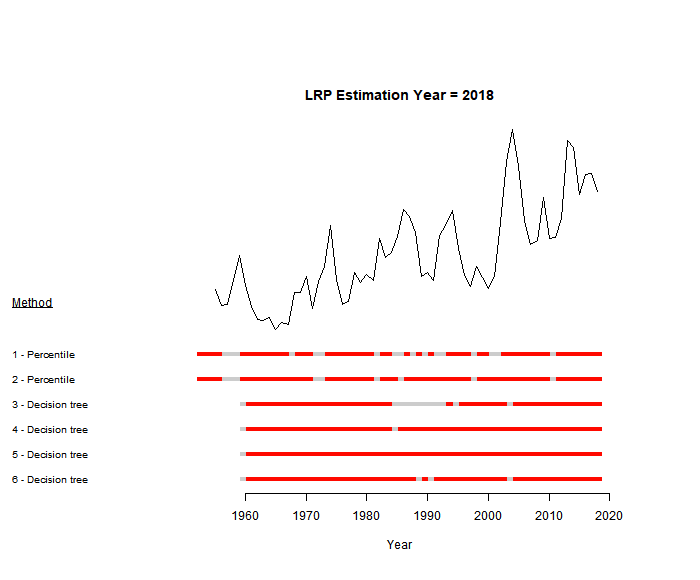 LRP Estimation Year = 2018
Method
1 - Percentile
2 - Percentile
3 - Decision tree
4 - Decision tree
5 - Decision tree
6 - Decision tree
1960 1970 1980 1990 2000 2010 2020
Year